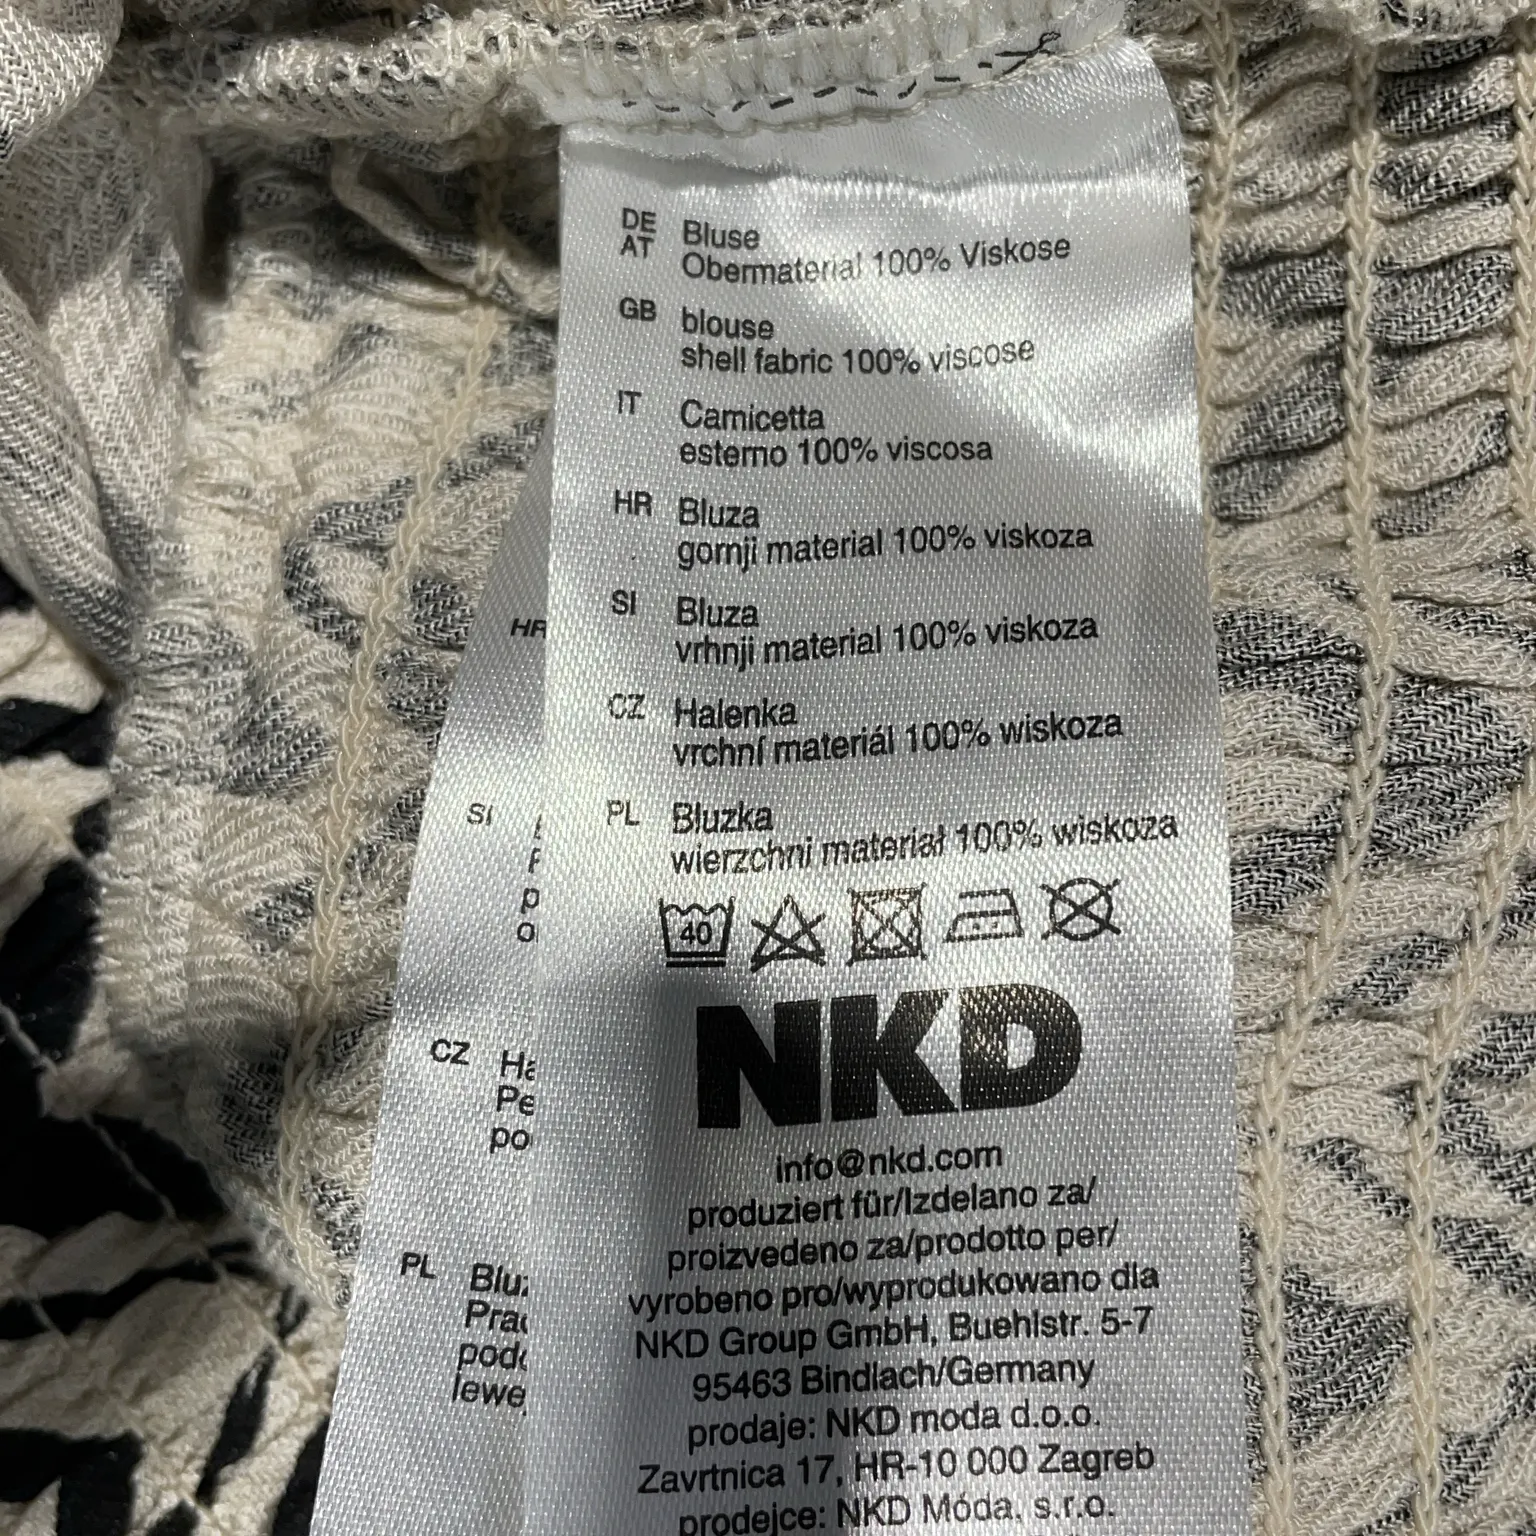 DE
AT
Bluse
Obermaterial 100% Viskose
GB
blouse
shell fabric 100% viscose
IT
Camicetta
esterno 100% viscosa
HR
Bluza
gornji material 100% viskoza
SI
Bluza
vrhnji material 100% viskoza
CZ
Halenka
vrchní materiál 100% wiskoza
PL
Bluzka
wierzchni materiał 100% wiskoza
40
NKD
info@nkd.com
produziert für/Izdelano za/
proizvedeno za/prodotto per/
vyrobeno pro/wyprodukowano dla
NKD Group GmbH, Buehlstr. 5-7
95463 Bindlach/Germany
prodaje: NKD moda d.o.o.
Zavrtnica 17, HR-10 000 Zagreb
prodejce: NKD Móda, s.r.o.
HR
SI
CZ
PL